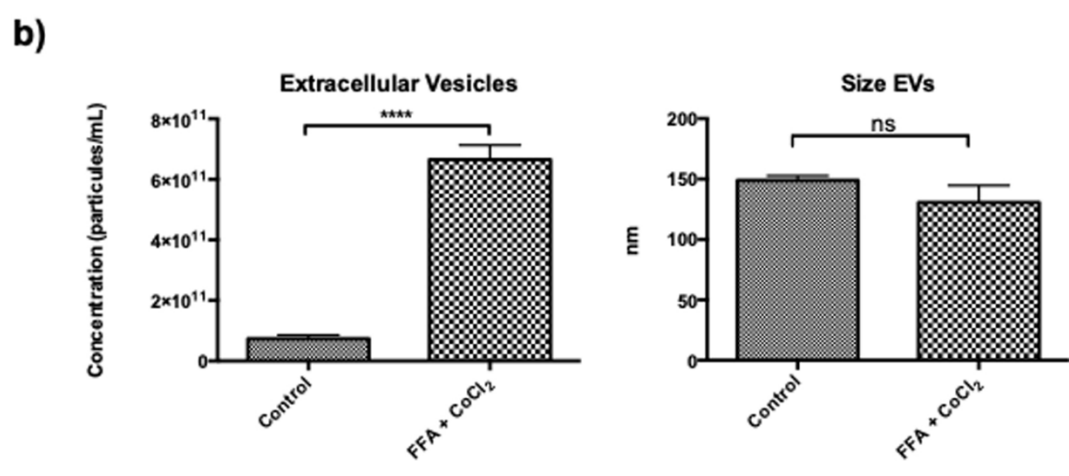 b)
Extracellular Vesicles
Concentration (particules/mL)
8×10¹¹
6×10¹¹
4×10¹¹
2×10¹¹
0
****
Control
FFA + CoCl₂
Size EVs
nm
200
150
100
50
0
ns
Control
FFA + CoCl₂